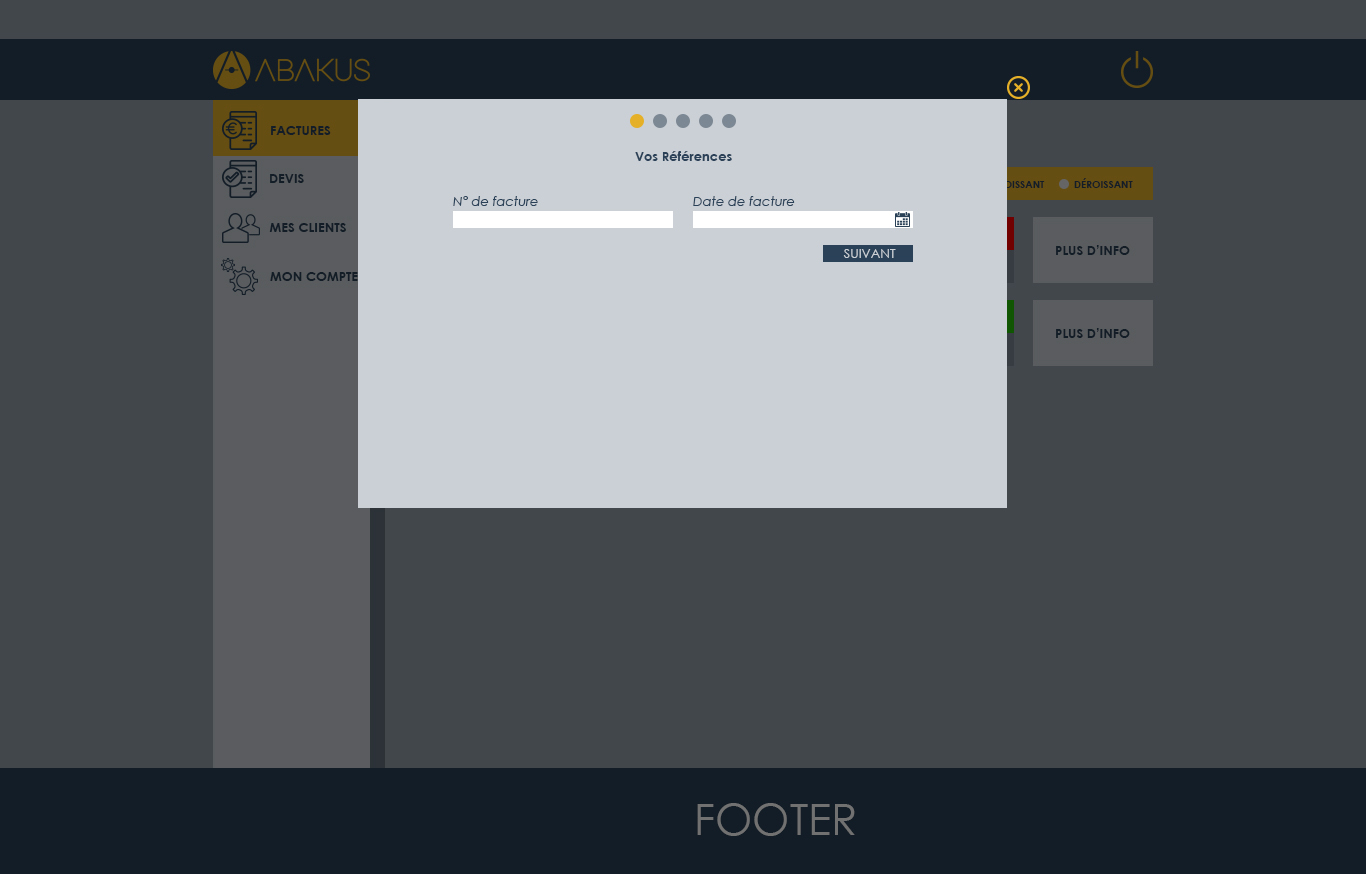 ABAKUS
FACTURES
DEVIS
MES CLIENTS
MON COMPTE
Vos Références
N° de facture
Date de facture
SUIVANT
DÉROISSANT
PLUS D'INFO
PLUS D'INFO
FOOTER